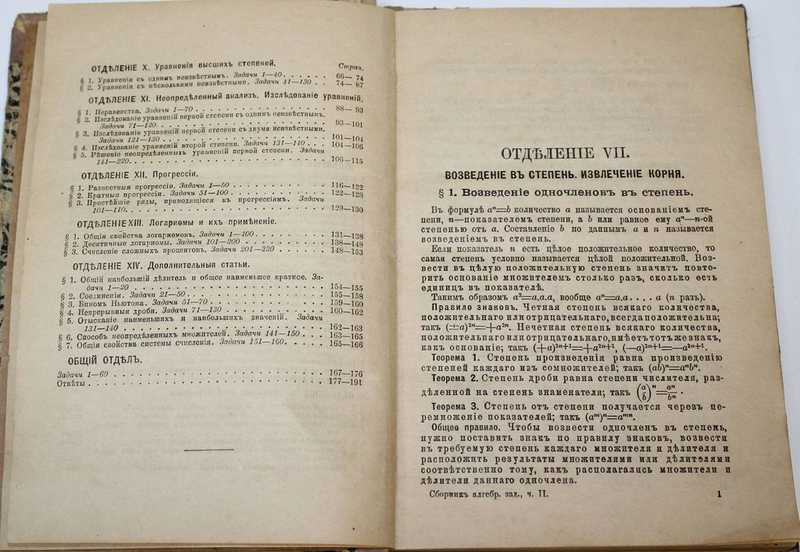 Стран.
ОТДѢЛЕНІЕ X. Уравненія высшихъ степеней.
§ 1. Уравненія съ однимъ неизвѣстнымъ. Задачи 1—40 . . . . . . 66— 74
§ 2. Уравненія съ нѣсколькими неизвѣстными. Задачи 41—130 . . 74— 87
ОТДѢЛЕНІЕ XI. Неопредѣленный анализъ. Изслѣдованіе уравненій.
§ 1. Неравенства. Задачи 1—70 . . . . . . 88— 93
§ 2. Изслѣдованіе уравненій первой степени съ однимъ неизвѣстнымъ.
Задачи 71—120 . . . . . . 93—101
§ 3. Изслѣдованіе уравненій первой степени съ двумя неизвѣстными.
Задачи 121—130 . . . . . . 101—104
§ 4. Изслѣдованіе уравненій второй степени. Задачи 131—140 . . . 104—106
§ 5. Рѣшеніе неопредѣленныхъ уравненій первой степени. Задачи
141—220 . . . . . . 106—115
ОТДѢЛЕНІЕ XII. Прогрессіи.
§ 1. Разностныя прогрессіи. Задачи 1—50 . . . . . . 116—122
§ 2. Кратныя прогрессіи. Задачи 51—100 . . . . . . 122—128
§ 3. Простѣйшіе ряды, приводящіеся къ прогрессіямъ. Задачи
101—110 . . . . . . 129—130
ОТДѢЛЕНІЕ XIII. Логариѳмы и ихъ примѣненіе.
§ 1. Общія свойства логариѳмовъ. Задачи 1—100 . . . . . . 131—138
§ 2. Десятичные логариѳмы. Задачи 101—200 . . . . . . 138—148
§ 3. Счисленіе сложныхъ процентовъ. Задачи 201—230 . . . . . . 148—153
ОТДѢЛЕНІЕ XIV. Дополнительныя статьи.
§ 1. Общій наибольшій дѣлитель и общее наименьшее краткое. За-
дачи 1—20 . . . . . . 154—155
§ 2. Соединенія. Задачи 21—50 . . . . . . 155—158
§ 3. Биномъ Ньютона. Задачи 51—70 . . . . . . 159—160
§ 4. Непрерывныя дроби. Задачи 71—130 . . . . . . 160—162
§ 5. Отысканіе наименьшихъ и наибольшихъ значеній. Задачи
131—140 . . . . . . 162—163
§ 6. Способъ неопредѣленныхъ множителей. Задачи 141—150 . . . 163—165
§ 7. Общія свойства системы счисленія. Задачи 151—160 . . . . . 165—166
ОБЩІЙ ОТДѢЛЪ.
Задачи 1—60 . . . . . . 167—176
Отвѣты . . . . . . 177—191
ОТДѢЛЕНІЕ VII.
ВОЗВЕДЕНІЕ ВЪ СТЕПЕНЬ. ИЗВЛЕЧЕНІЕ КОРНЯ.
§ 1. Возведеніе одночленовъ въ степень.
Въ формулѣ aⁿ=b количество a называется основаніемъ сте-
пени, n—показателемъ степени, а b или равное ему aⁿ—n-ой
степенью отъ a. Составленіе b по даннымъ a и n называется
возведеніемъ въ степень.
Если показатель n есть цѣлое положительное количество, то
самая степень условно называется цѣлой положительной. Воз-
вести въ цѣлую положительную степень значитъ повто-
рить основаніе множителемъ столько разъ, сколько есть
единицъ въ показателѣ.
Такимъ образомъ a³=a.a.a, вообще aⁿ=a.a . . . . a (n разъ).
Правило знаковъ. Четная степень всякаго количества,
положительнаго или отрицательнаго, всегда положительна;
такъ (±a)²ⁿ=+a²ⁿ. Нечетная степень всякаго количества,
положительнаго или отрицательнаго, имѣетъ тотъ же знакъ,
какъ основаніе; такъ (+a)²ⁿ⁺¹=+a²ⁿ⁺¹, (—a)²ⁿ⁺¹=—a²ⁿ⁺¹.
Теорема 1. Степень произведенія равна произведенію
степеней каждаго изъ сомножителей; такъ (ab)ⁿ=aⁿbⁿ.
Теорема 2. Степень дроби равна степени числителя, раз-
дѣленной на степень знаменателя; такъ (a/b)ⁿ=aⁿ/bⁿ.
Теорема 3. Степень отъ степени получается черезъ пе-
ремноженіе показателей; такъ (aᵐ)ⁿ=aᵐⁿ.
Общее правило. Чтобы возвести одночленъ въ степень,
нужно поставить знакъ по правилу знаковъ, возвести
въ требуемую степень каждаго множителя и дѣлителя и
расположить результаты множителями или дѣлителями
соотвѣтственно тому, какъ располагались множители и
дѣлители даннаго одночлена.
Сборникъ алгебр. зад., ч. II. 1